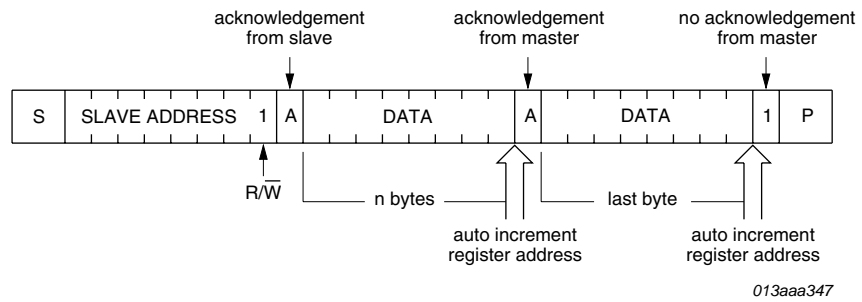 acknowledgement
from slave
acknowledgement
from master
no acknowledgement
from master
S SLAVE ADDRESS 1 A DATA A DATA 1 P
R/W̅
n bytes
last byte
auto increment
register address
auto increment
register address
013aaa347